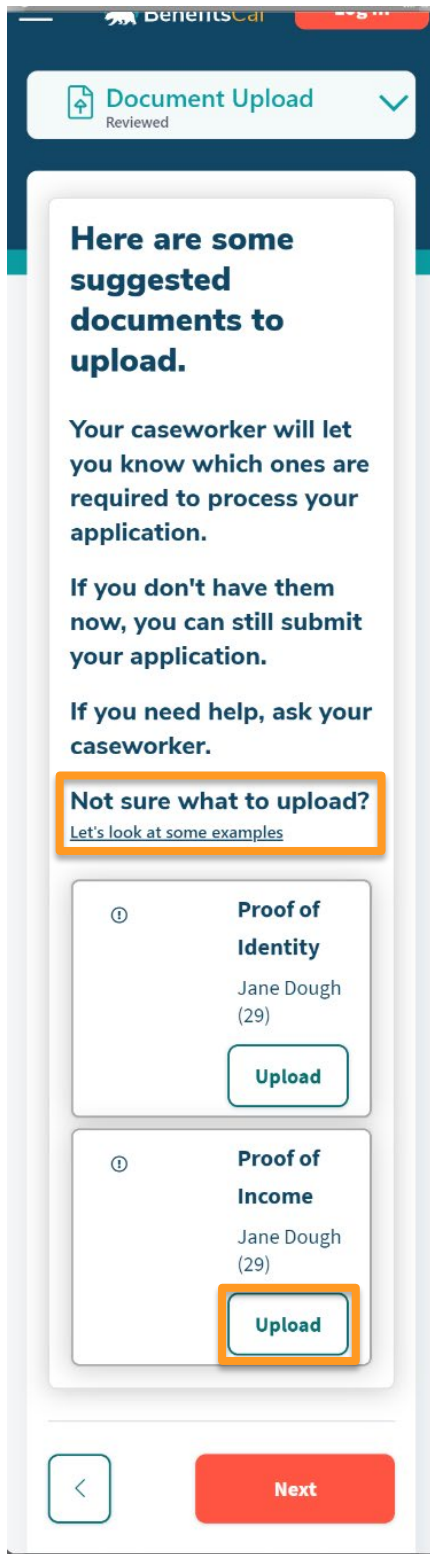 BenefitsCal
Log In
Document Upload
Reviewed
Here are some
suggested
documents to
upload.
Your caseworker will let
you know which ones are
required to process your
application.
If you don't have them
now, you can still submit
your application.
If you need help, ask your
caseworker.
Not sure what to upload?
Let's look at some examples
Proof of
Identity
Jane Dough
(29)
Upload
Proof of
Income
Jane Dough
(29)
Upload
Next